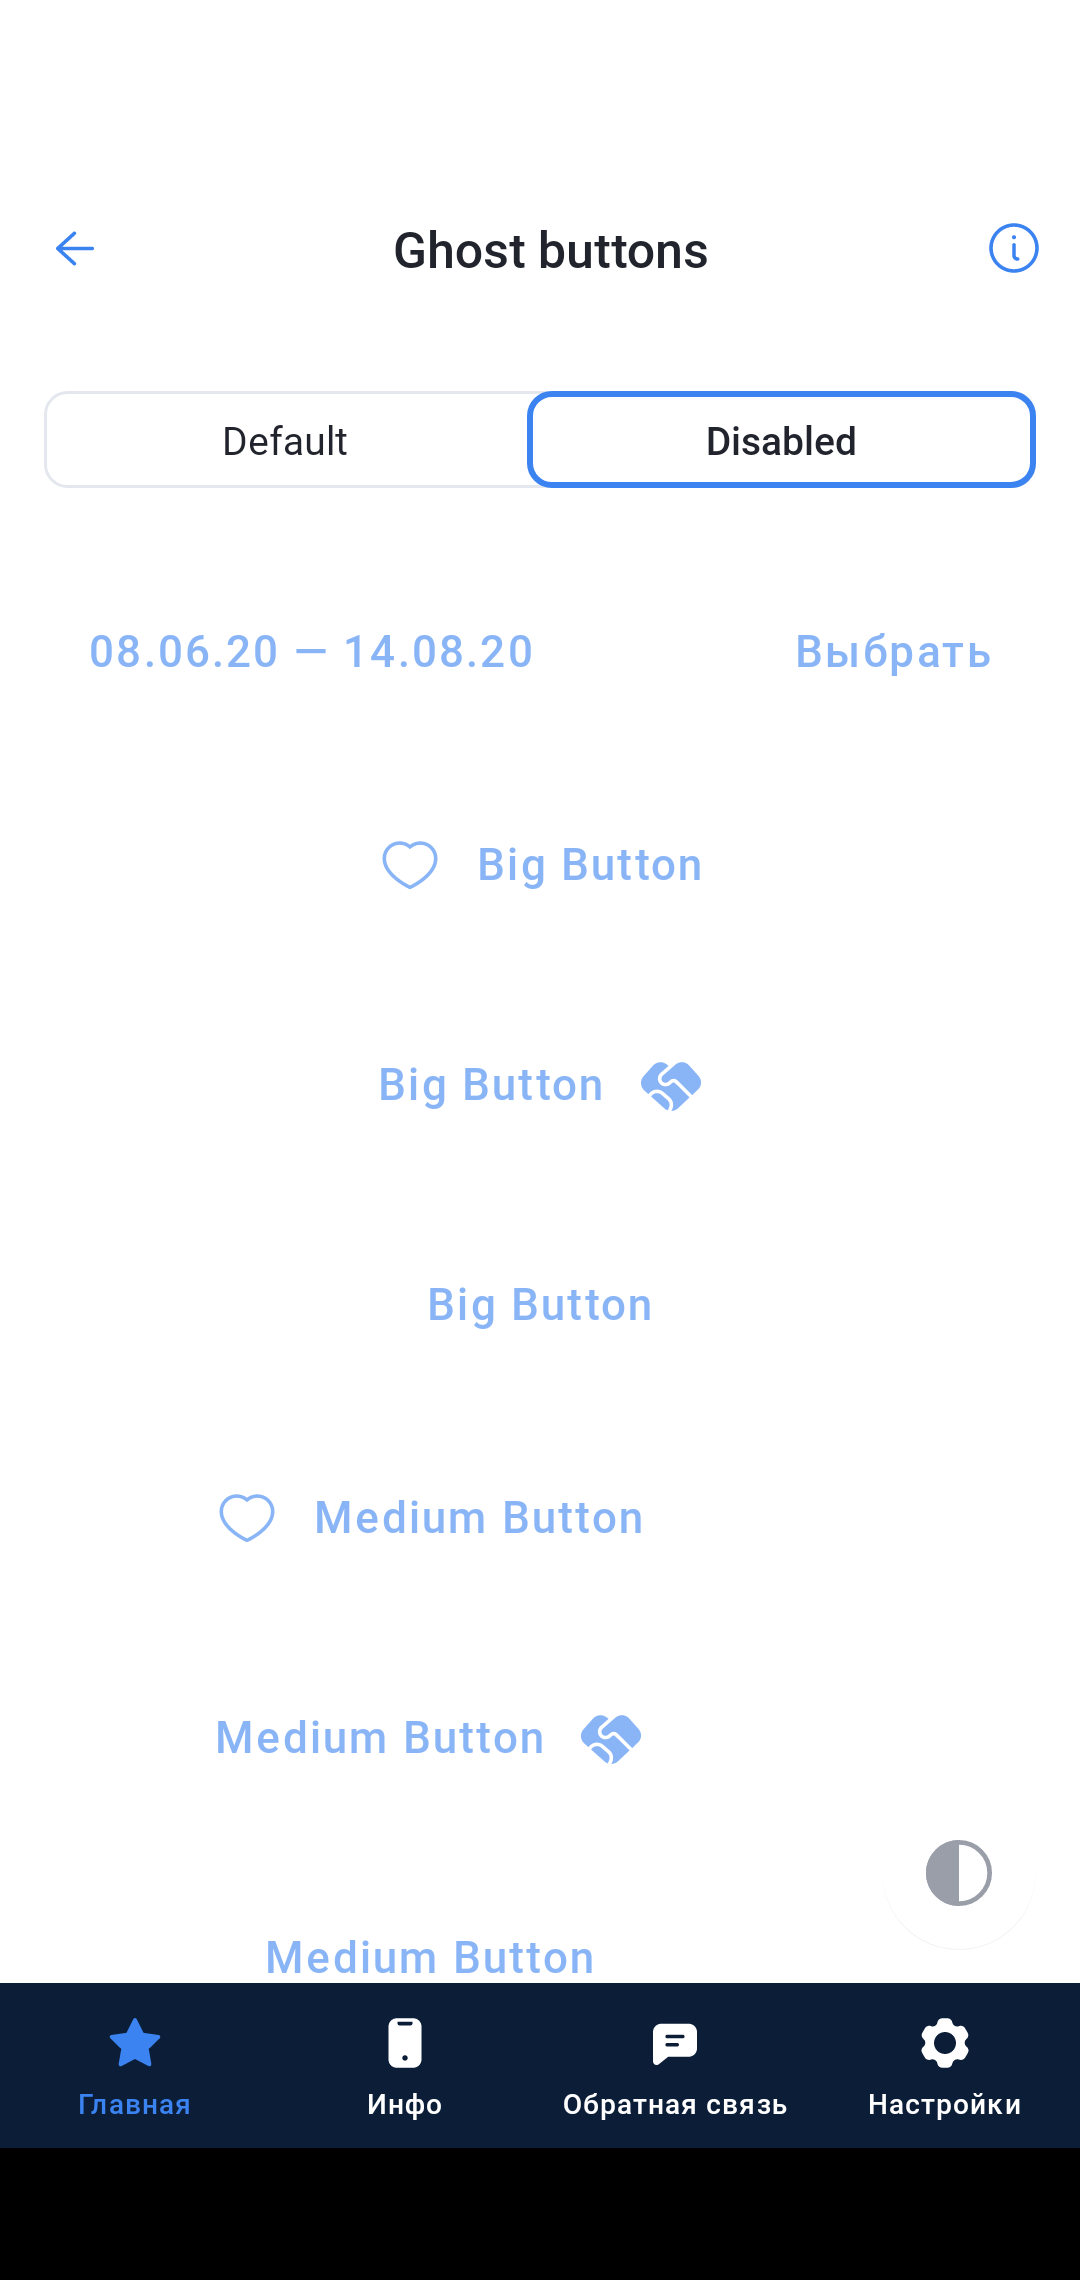 Ghost buttons
Default
Disabled
08.06.20 — 14.08.20
Выбрать
Big Button
Big Button
Big Button
Medium Button
Medium Button
Medium Button
Главная
Инфо
Обратная связь
Настройки